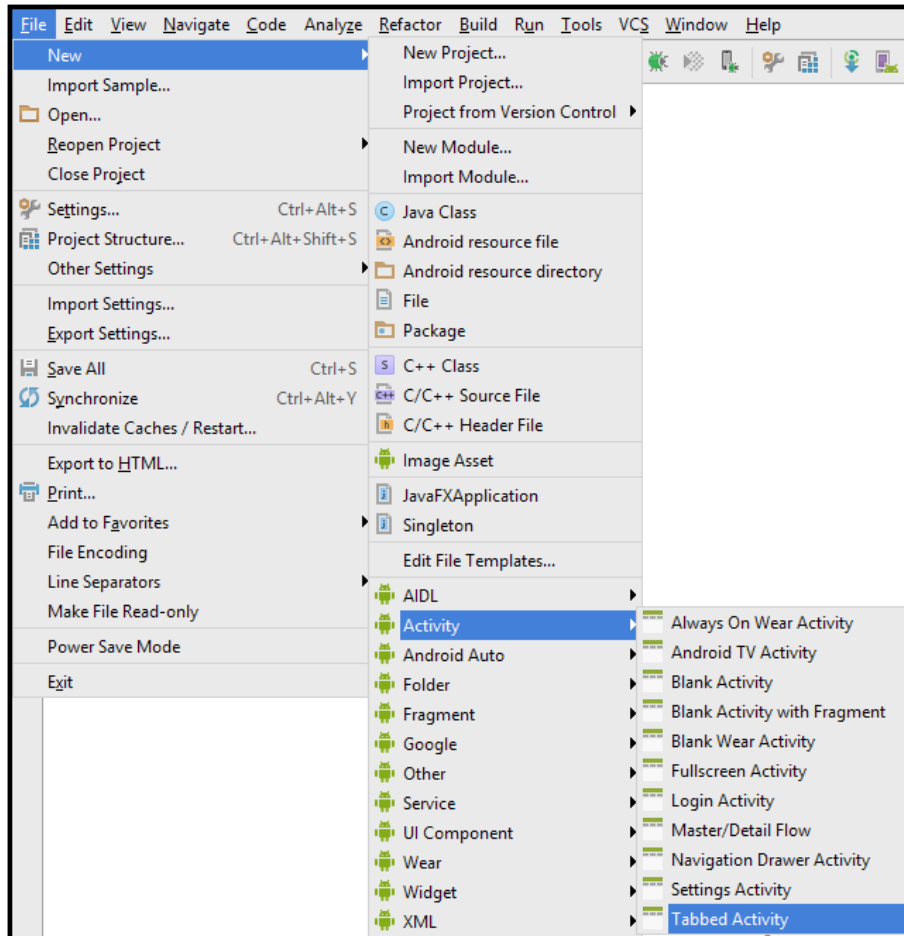 File Edit View Navigate Code Analyze Refactor Build Run Tools VCS Window Help
New
Import Sample...
Open...
Reopen Project
Close Project
Settings... Ctrl+Alt+S
Project Structure... Ctrl+Alt+Shift+S
Other Settings
Import Settings...
Export Settings...
Save All Ctrl+S
Synchronize Ctrl+Alt+Y
Invalidate Caches / Restart...
Export to HTML...
Print...
Add to Favorites
File Encoding
Line Separators
Make File Read-only
Power Save Mode
Exit
New Project...
Import Project...
Project from Version Control
New Module...
Import Module...
C Java Class
Android resource file
Android resource directory
File
Package
S C++ Class
C++ C/C++ Source File
h C/C++ Header File
Image Asset
J JavaFXApplication
J Singleton
Edit File Templates...
AIDL
Activity
Android Auto
Folder
Fragment
Google
Other
Service
UI Component
Wear
Widget
XML
Always On Wear Activity
Android TV Activity
Blank Activity
Blank Activity with Fragment
Blank Wear Activity
Fullscreen Activity
Login Activity
Master/Detail Flow
Navigation Drawer Activity
Settings Activity
Tabbed Activity